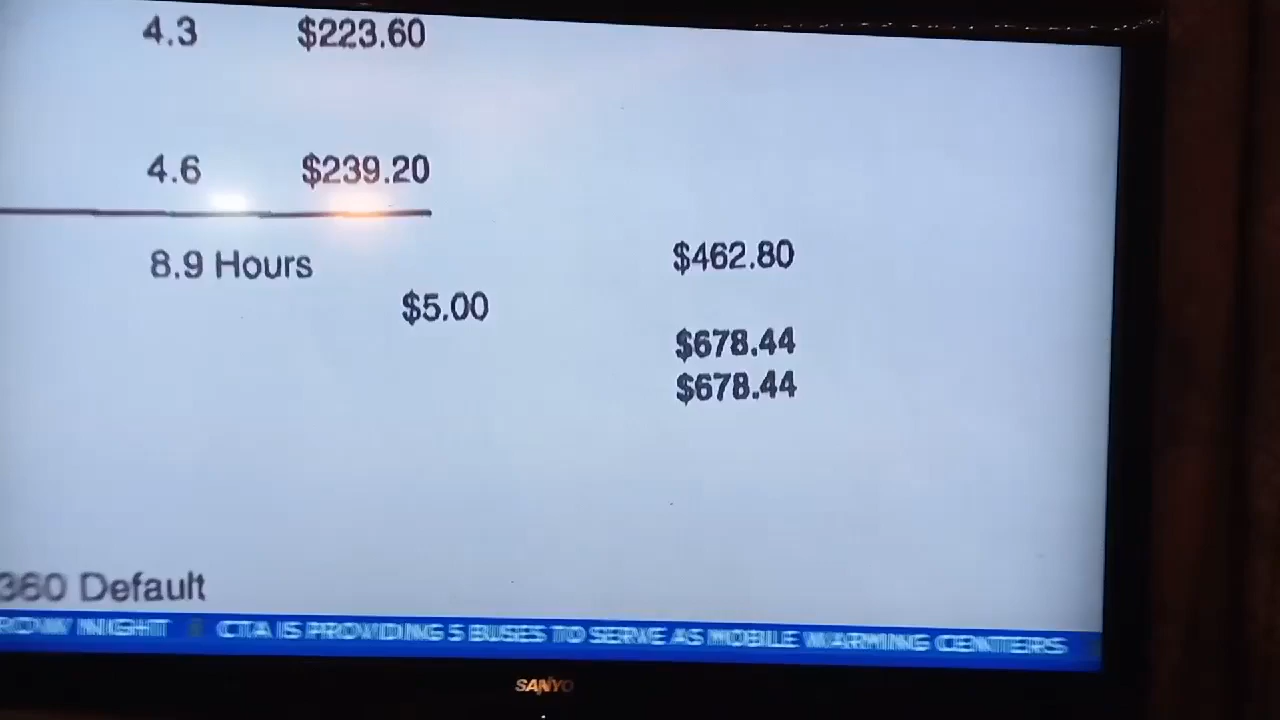 4.3 $223.60
4.6 $239.20
8.9 Hours $462.80
$5.00
$678.44
$678.44
360 Default
NIGHT CTA IS PROVIDING 5 BUSES TO SERVE AS MOBILE WARMING CENTERS
SANYO